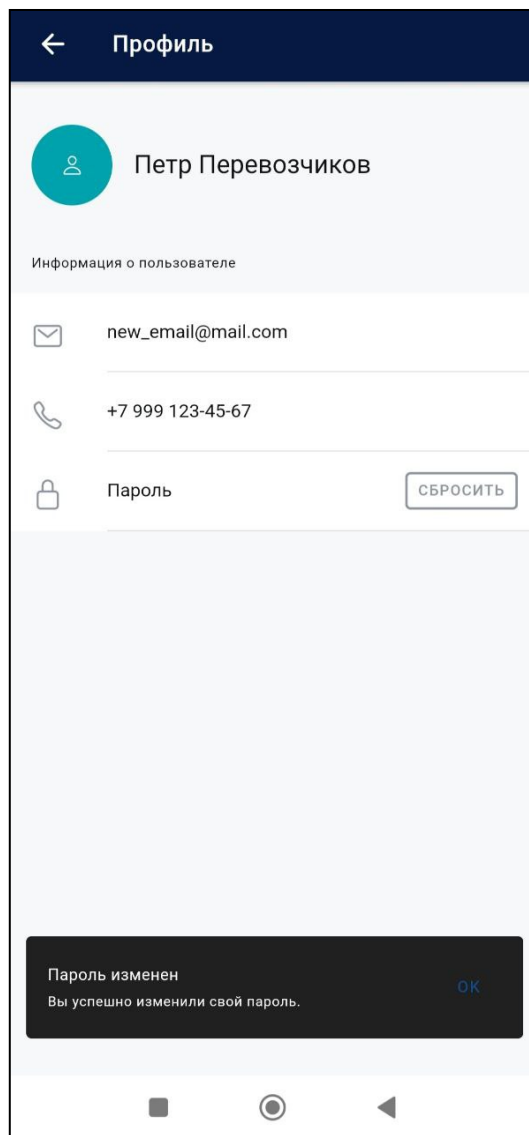 Профиль
Петр Перевозчиков
Информация о пользователе
new_email@mail.com
+7 999 123-45-67
Пароль
СБРОСИТЬ
Пароль изменен
Вы успешно изменили свой пароль.
ОК